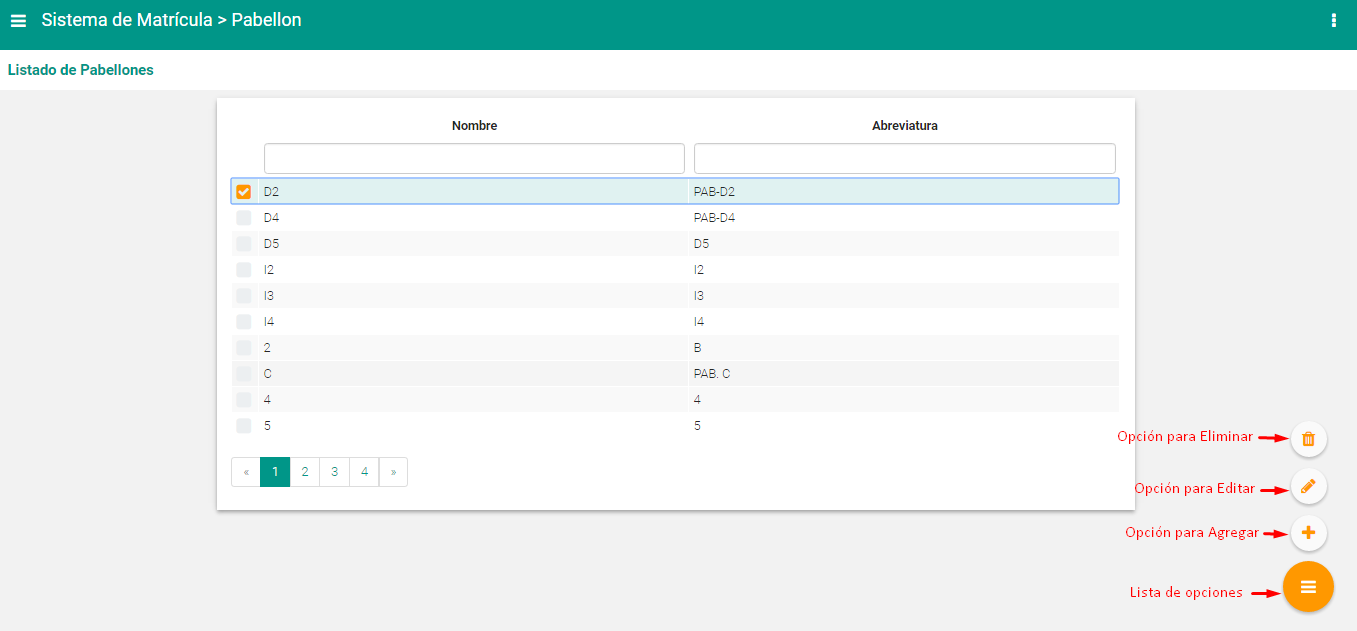 Sistema de Matrícula > Pabellon
Listado de Pabellones
Nombre Abreviatura
D2 PAB-D2
D4 PAB-D4
D5 D5
I2 I2
I3 I3
I4 I4
2 B
C PAB. C
4 4
5 5
« 1 2 3 4 »
Opción para Eliminar
Opción para Editar
Opción para Agregar
Lista de opciones